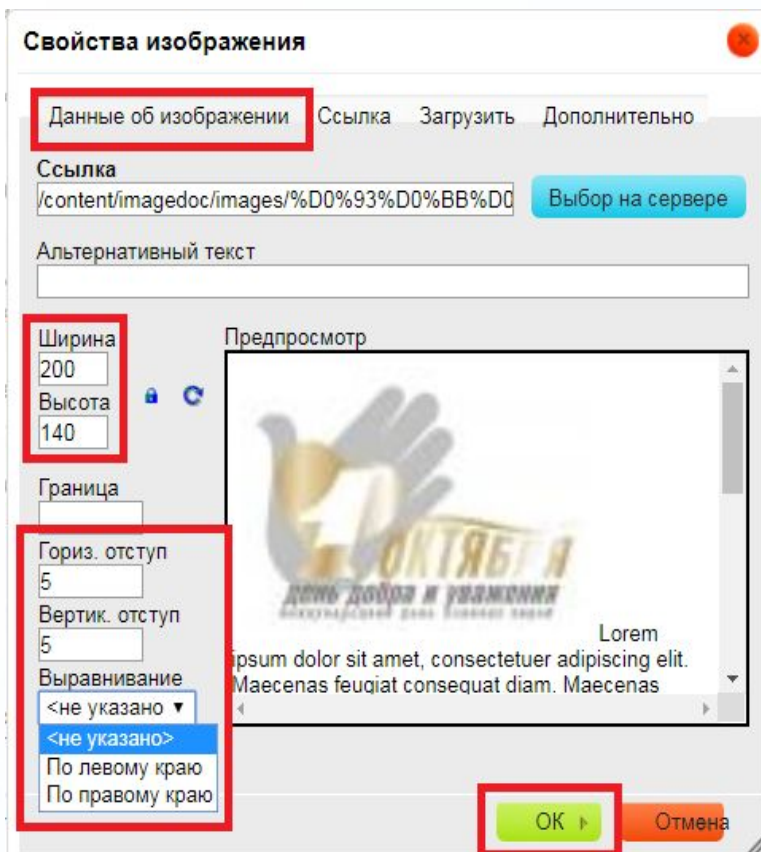 Свойства изображения
Данные об изображении Ссылка Загрузить Дополнительно
Ссылка
/content/imagedoc/images/%D0%93%D0%BB%D0 Выбор на сервере
Альтернативный текст
Ширина
200
Высота
140
Граница
Гориз. отступ
5
Вертик. отступ
5
Выравнивание
<не указано
<не указано>
По левому краю
По правому краю
Предпросмотр
1 ОКТЯБРЯ
день добра и уважения
Lorem
ipsum dolor sit amet, consectetuer adipiscing elit.
Maecenas feugiat consequat diam. Maecenas
ОК Отмена